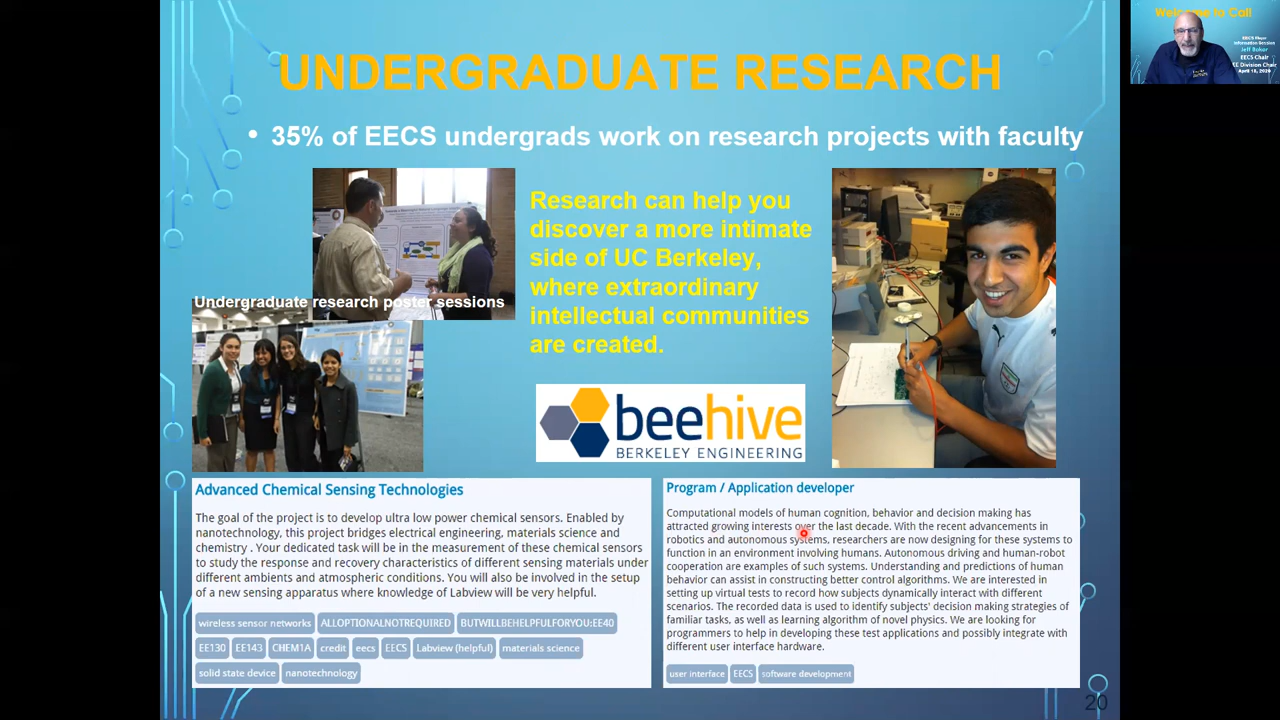 UNDERGRADUATE RESEARCH
• 35% of EECS undergrads work on research projects with faculty
Research can help you
discover a more intimate
side of UC Berkeley,
where extraordinary
intellectual communities
are created.
Undergraduate research poster sessions
beehive
BERKELEY ENGINEERING
Advanced Chemical Sensing Technologies
The goal of the project is to develop ultra low power chemical sensors. Enabled by
nanotechnology, this project bridges electrical engineering, materials science and
chemistry . Your dedicated task will be in the measurement of these chemical sensors
to study the response and recovery characteristics of different sensing materials under
different ambients and atmospheric conditions. You will also be involved in the setup
of a new sensing apparatus where knowledge of Labview will be very helpful.
wireless sensor networks ALLOPTIONALNOTREQUIRED BUTWILLBEHELPFULFORYOU:EE40
EE130 EE143 CHEM1A credit eecs EECS Labview (helpful) materials science
solid state device nanotechnology
Program / Application developer
Computational models of human cognition, behavior and decision making has
attracted growing interests over the last decade. With the recent advancements in
robotics and autonomous systems, researchers are now designing for these systems to
function in an environment involving humans. Autonomous driving and human-robot
cooperation are examples of such systems. Understanding and predictions of human
behavior can assist in constructing better control algorithms. We are interested in
setting up virtual tests to record how subjects dynamically interact with different
scenarios. The recorded data is used to identify subjects' decision making strategies of
familiar tasks, as well as learning algorithm of novel physics. We are looking for
programmers to help in developing these test applications and possibly integrate with
different user interface hardware.
user interface EECS software development
20
to Call
Information Session
EECS Chair
EE Division Chair